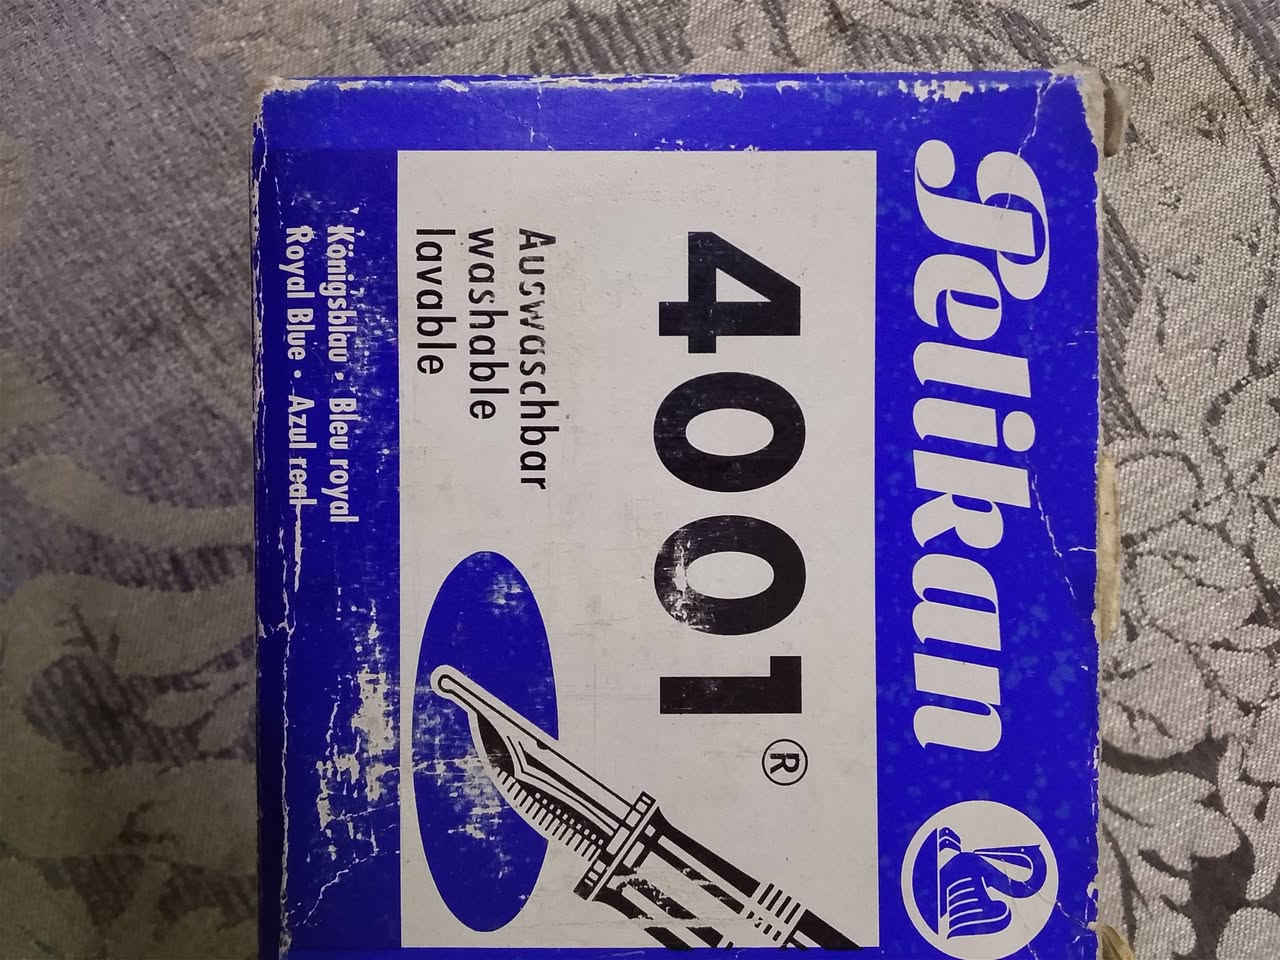 Pelikan
4001®
Auswaschbar
washable
lavable
Königsblau • Bleu royal
Royal Blue • Azul real